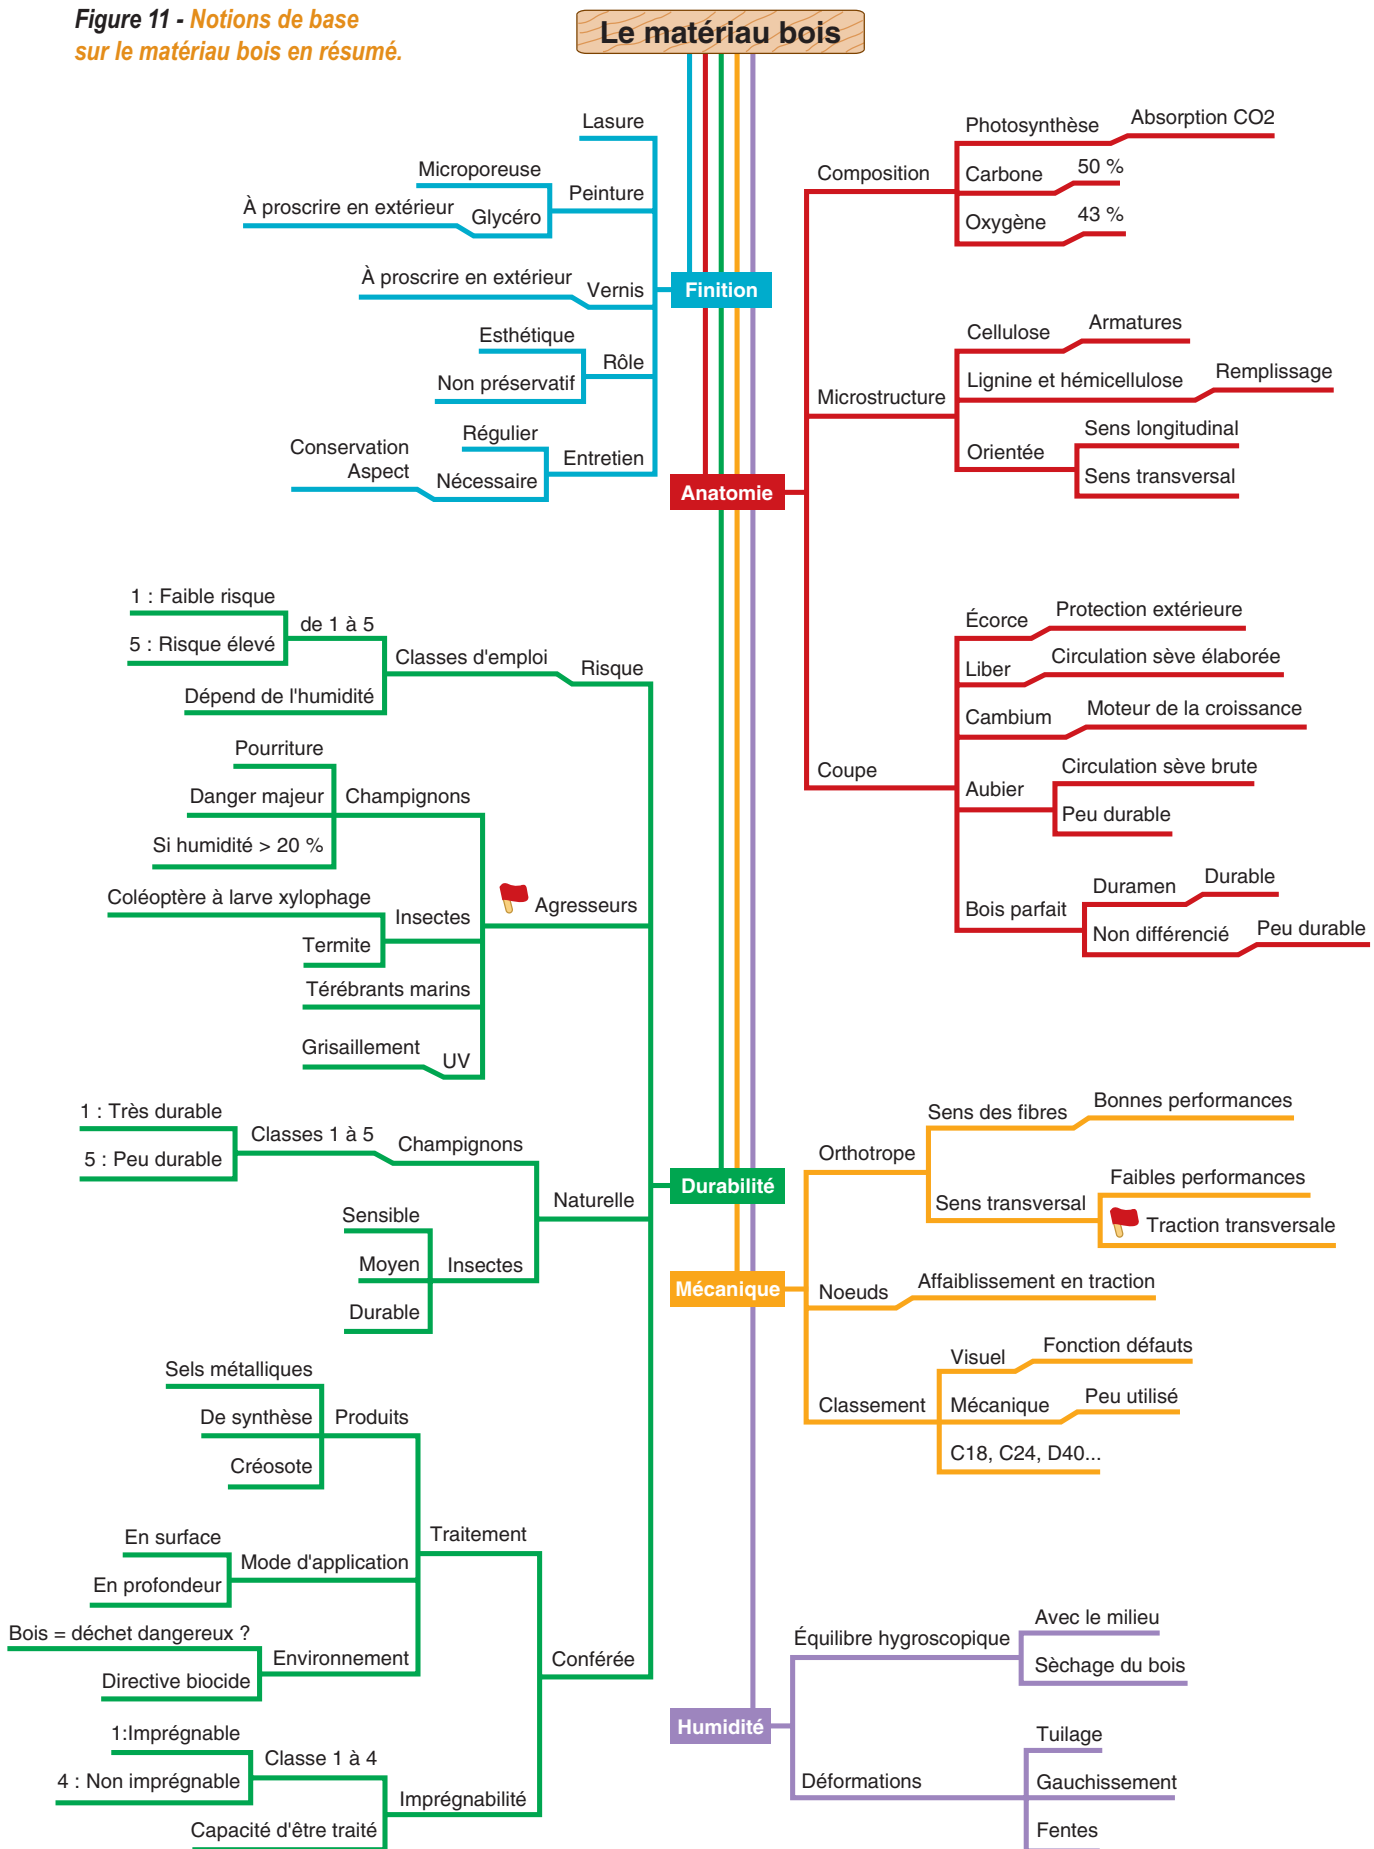 Figure 11 - Notions de base
sur le matériau bois en résumé.
Le matériau bois
Finition
Lasure
Peinture
Microporeuse
Glycéro
À proscrire en extérieur
Vernis
À proscrire en extérieur
Rôle
Esthétique
Non préservatif
Entretien
Régulier
Nécessaire
Conservation
Aspect
Anatomie
Composition
Photosynthèse
Absorption CO2
Carbone
50 %
Oxygène
43 %
Microstructure
Cellulose
Armatures
Lignine et hémicellulose
Remplissage
Orientée
Sens longitudinal
Sens transversal
Coupe
Écorce
Protection extérieure
Liber
Circulation sève élaborée
Cambium
Moteur de la croissance
Aubier
Circulation sève brute
Peu durable
Bois parfait
Duramen
Durable
Non différencié
Peu durable
Durabilité
Risque
Classes d'emploi
de 1 à 5
1 : Faible risque
5 : Risque élevé
Dépend de l'humidité
Agresseurs
Champignons
Pourriture
Danger majeur
Si humidité > 20 %
Insectes
Coléoptère à larve xylophage
Termite
Térébrants marins
UV
Grisaillement
Naturelle
Champignons
Classes 1 à 5
1 : Très durable
5 : Peu durable
Insectes
Sensible
Moyen
Durable
Conférée
Traitement
Produits
Sels métalliques
De synthèse
Créosote
Mode d'application
En surface
En profondeur
Environnement
Bois = déchet dangereux ?
Directive biocide
Imprégnabilité
Classe 1 à 4
1:Imprégnable
4 : Non imprégnable
Capacité d'être traité
Mécanique
Orthotrope
Sens des fibres
Bonnes performances
Sens transversal
Faibles performances
Traction transversale
Noeuds
Affaiblissement en traction
Classement
Visuel
Fonction défauts
Mécanique
Peu utilisé
C18, C24, D40...
Humidité
Équilibre hygroscopique
Avec le milieu
Sèchage du bois
Déformations
Tuilage
Gauchissement
Fentes